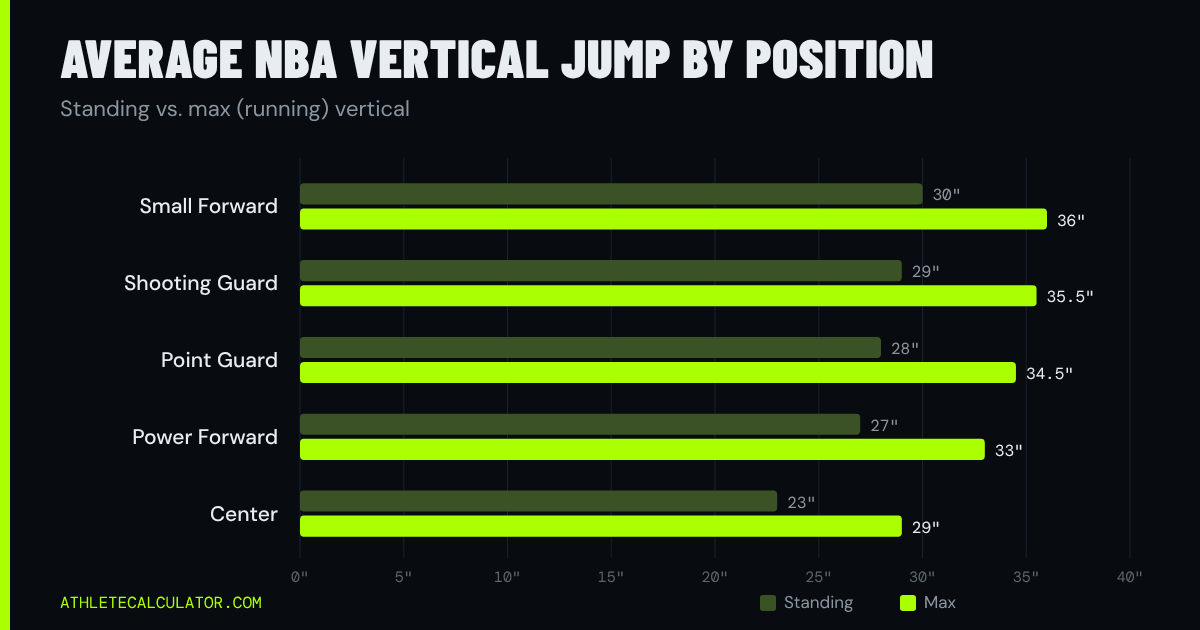 AVERAGE NBA VERTICAL JUMP BY POSITION
Standing vs. max (running) vertical
Small Forward
30"
36"
Shooting Guard
29"
35.5"
Point Guard
28"
34.5"
Power Forward
27"
33"
Center
23"
29"
0" 5" 10" 15" 20" 25" 30" 35" 40"
ATHLETECALCULATOR.COM
Standing Max